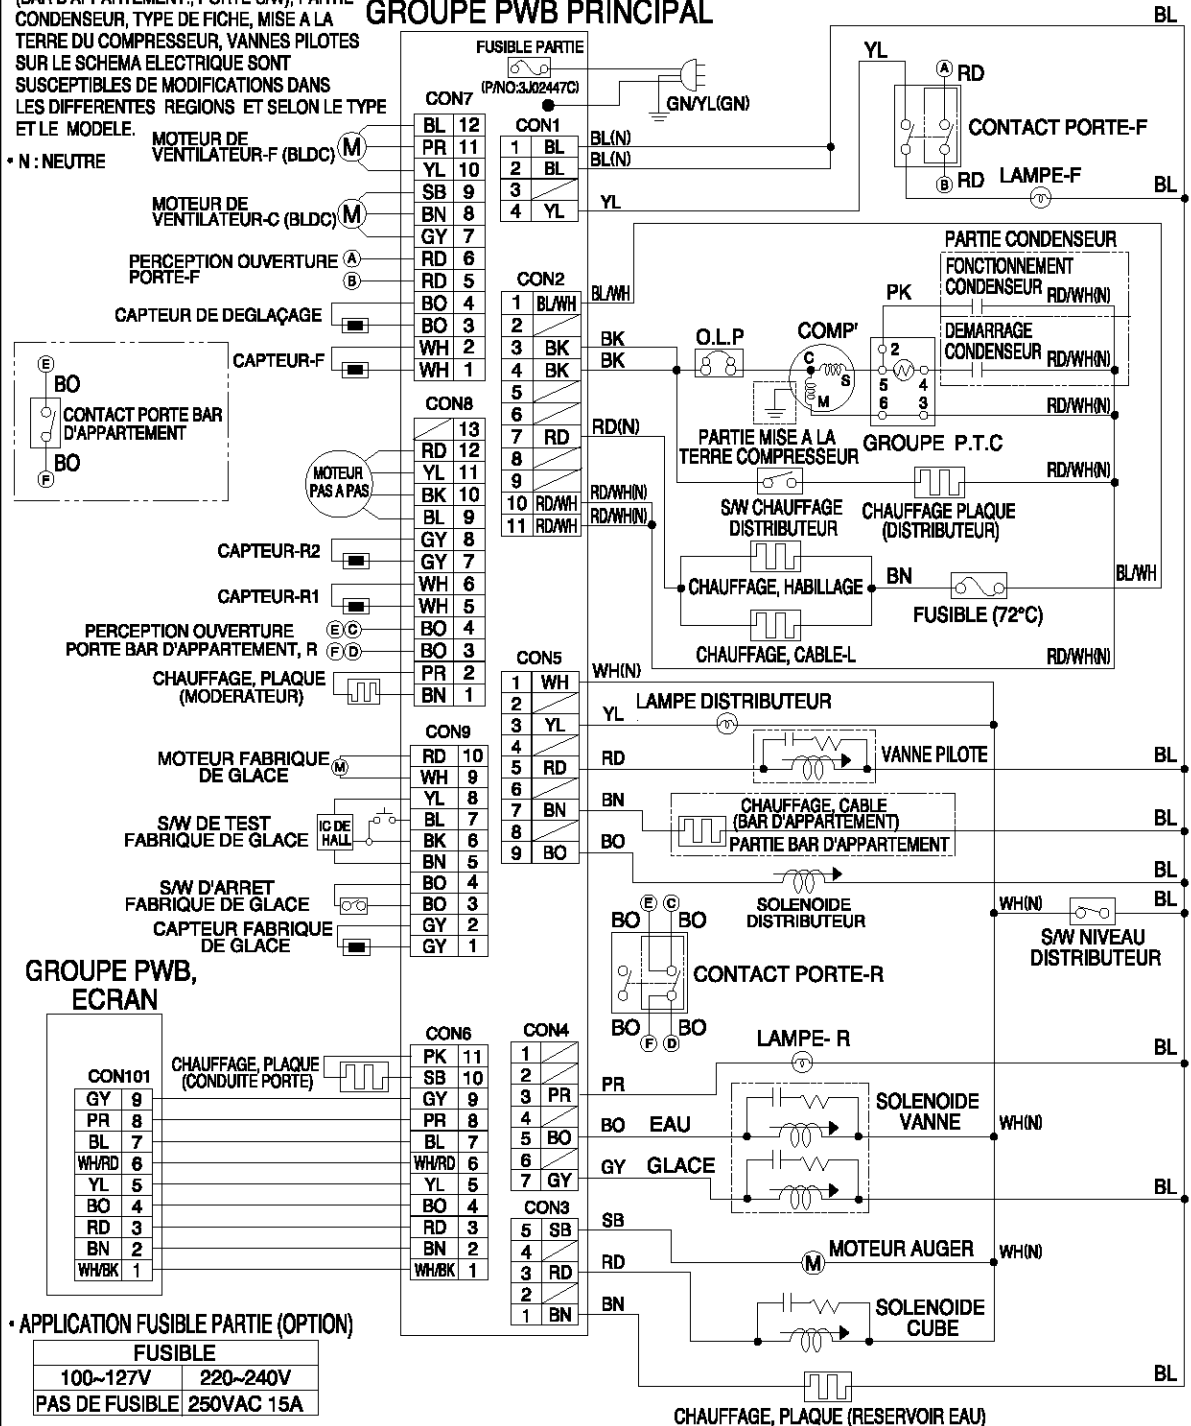 GROUPE PWB PRINCIPAL
CONDENSEUR, TYPE DE FICHE, MISE A LA
TERRE DU COMPRESSEUR, VANNES PILOTES
SUR LE SCHEMA ELECTRIQUE SONT
SUSCEPTIBLES DE MODIFICATIONS DANS
LES DIFFERENTES REGIONS ET SELON LE TYPE
ET LE MODELE.
• N : NEUTRE
FUSIBLE PARTIE
(P/NO:3J02447C)
GN/YL(GN)
CON7
BL 12
PR 11
YL 10
SB 9
BN 8
GY 7
RD 6
RD 5
BO 4
BO 3
WH 2
WH 1
MOTEUR DE
VENTILATEUR-F (BLDC) M
MOTEUR DE
VENTILATEUR-C (BLDC) M
PERCEPTION OUVERTURE A
PORTE-F B
CAPTEUR DE DEGLAÇAGE
CAPTEUR-F
E
BO
CONTACT PORTE BAR
D'APPARTEMENT
BO
F
CON8
13
RD 12
YL 11
BK 10
BL 9
GY 8
GY 7
WH 6
WH 5
BO 4
BO 3
PR 2
BN 1
MOTEUR
PAS A PAS
CAPTEUR-R2
CAPTEUR-R1
PERCEPTION OUVERTURE E C
PORTE BAR D'APPARTEMENT, R F D
CHAUFFAGE, PLAQUE
(MODERATEUR)
CON9
RD 10
WH 9
YL 8
BL 7
BK 6
BN 5
BO 4
BO 3
GY 2
GY 1
MOTEUR FABRIQUE M
DE GLACE
S/W DE TEST
FABRIQUE DE GLACE
IC DE
HALL
S/W D'ARRET
FABRIQUE DE GLACE
CAPTEUR FABRIQUE
DE GLACE
GROUPE PWB,
ECRAN
CON101
GY 9
PR 8
BL 7
WH/RD 6
YL 5
BO 4
RD 3
BN 2
WH/BK 1
CHAUFFAGE, PLAQUE
(CONDUITE PORTE)
CON6
PK 11
SB 10
GY 9
PR 8
BL 7
WH/RD 6
YL 5
BO 4
RD 3
BN 2
WH/BK 1
• APPLICATION FUSIBLE PARTIE (OPTION)
FUSIBLE
100~127V 220~240V
PAS DE FUSIBLE 250VAC 15A
CON1
1 BL BL(N)
2 BL BL(N)
3
4 YL YL
BL
YL
A RD
CONTACT PORTE-F
B RD
LAMPE-F
BL
CON2
1 BL/WH BL/WH
2
3 BK BK
4 BK BK
5
6
7 RD RD(N)
8
9
10 RD/WH RD/WH(N)
11 RD/WH RD/WH(N)
PARTIE CONDENSEUR
FONCTIONNEMENT
CONDENSEUR RD/WH(N)
DEMARRAGE
CONDENSEUR RD/WH(N)
PK
O.L.P
COMP'
C
S
M
2
5 4
6 3
RD/WH(N)
PARTIE MISE A LA
TERRE COMPRESSEUR
GROUPE P.T.C
RD/WH(N)
S/W CHAUFFAGE
DISTRIBUTEUR
CHAUFFAGE PLAQUE
(DISTRIBUTEUR)
CHAUFFAGE, HABILLAGE
BN
BL/WH
FUSIBLE (72°C)
CHAUFFAGE, CABLE-L
RD/WH(N)
CON5
1 WH WH(N)
2
3 YL YL
4
5 RD RD
6
7 BN BN
8
9 BO BO
LAMPE DISTRIBUTEUR
VANNE PILOTE
BL
CHAUFFAGE, CABLE
(BAR D'APPARTEMENT)
PARTIE BAR D'APPARTEMENT
BL
SOLENOIDE
DISTRIBUTEUR
BL
WH(N)
BL
S/W NIVEAU
DISTRIBUTEUR
E C
BO BO
CONTACT PORTE-R
BO BO
F D
CON4
1
2
3 PR PR
4
5 BO BO EAU
6
7 GY GY GLACE
LAMPE- R
BL
SOLENOIDE
VANNE
WH(N)
BL
CON3
5 SB SB
4
3 RD RD
2
1 BN BN
M MOTEUR AUGER
WH(N)
SOLENOIDE
CUBE
BL
CHAUFFAGE, PLAQUE (RESERVOIR EAU)